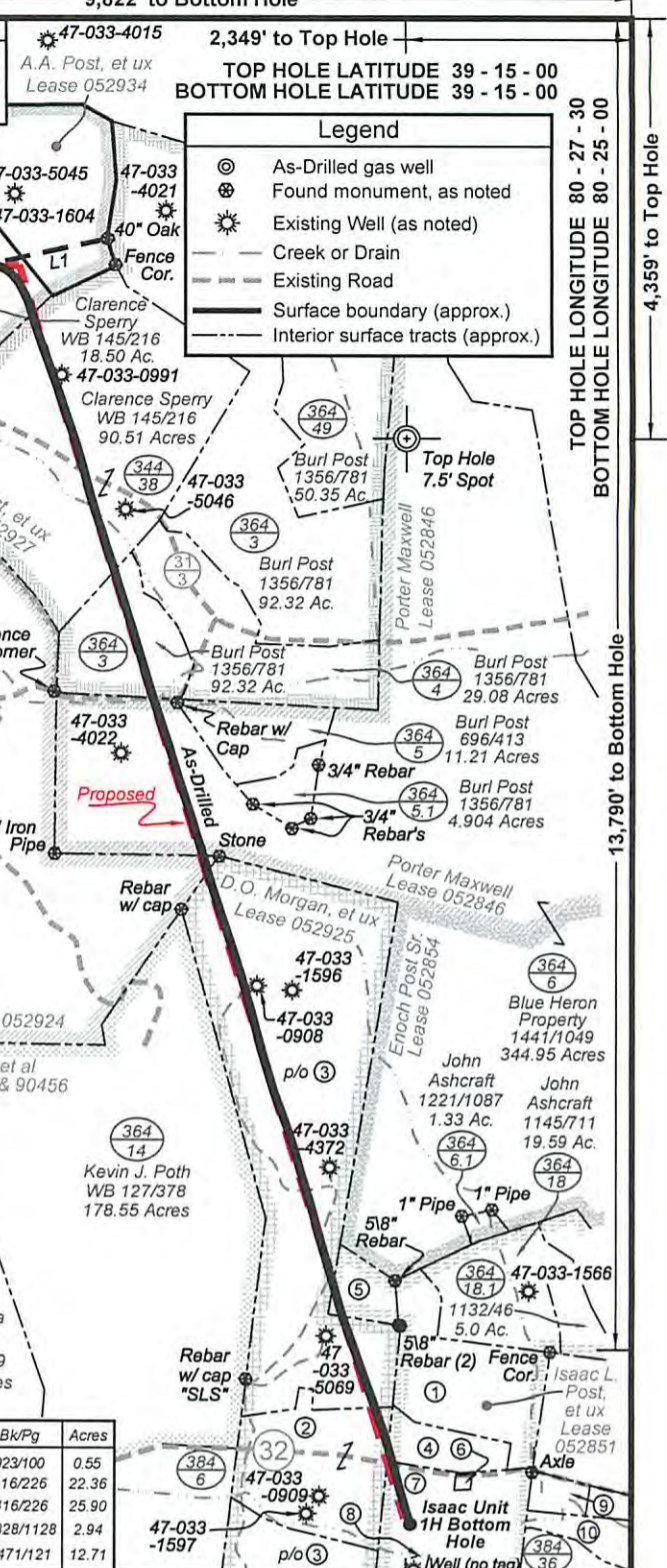 9,822' to Bottom Hole
47-033-4015
2,349' to Top Hole
A.A. Post, et ux
Lease 052934
TOP HOLE LATITUDE 39 - 15 - 00
BOTTOM HOLE LATITUDE 39 - 15 - 00
TOP HOLE LONGITUDE 80 - 27 - 30
BOTTOM HOLE LONGITUDE 80 - 25 - 00
4,359' to Top Hole
13,790' to Bottom Hole
Legend
As-Drilled gas well
Found monument, as noted
Existing Well (as noted)
Creek or Drain
Existing Road
Surface boundary (approx.)
Interior surface tracts (approx.)
7-033-5045
47-033
-4021
47-033-1604
40" Oak
L1
Fence
Cor.
Clarence
Sperry
WB 145/216
18.50 Ac.
47-033-0991
Clarence Sperry
WB 145/216
90.51 Acres
364
49
Burl Post
1356/781
50.35 Ac.
Top Hole
7.5' Spot
344
38
47-033
-5046
364
3
Burl Post
1356/781
92.32 Ac.
Porter Maxwell
Lease 052846
31
3
et ux
364
3
Burl Post
1356/781
92.32 Ac.
364
4
Burl Post
1356/781
29.08 Acres
47-033
-4022
As-Drilled
Rebar w/
Cap
364
5
Burl Post
696/413
11.21 Acres
3/4" Rebar
Proposed
364
5.1
Burl Post
1356/781
4.904 Acres
3/4"
Rebar's
Iron
Pipe
Stone
Rebar
w/ cap
D.O. Morgan, et ux
Lease 052925
Porter Maxwell
Lease 052846
Enoch Post Sr.
Lease 052854
47-033
-1596
47-033
-0908
364
6
Blue Heron
Property
1441/1049
344.95 Acres
052924
et al
& 90456
p/o 3
John
Ashcraft
1221/1087
1.33 Ac.
John
Ashcraft
1145/711
19.59 Ac.
364
14
Kevin J. Poth
WB 127/378
178.55 Acres
47-033
-4372
364
6.1
364
18
1" Pipe
1" Pipe
5\8"
Rebar
5
364
18.1
47-033-1566
1132/46
5.0 Ac.
Rebar
w/ cap
"SLS"
47
-033
-5069
5\8"
Rebar (2)
Fence
Cor.
1
Isaac L.
Post,
et ux
Lease
052851
2
32
4
6
Axle
384
6
47-033
-0909
7
9
Isaac Unit
1H Bottom
Hole
10
47-033
-1597
8
p/o 3
Well (no tag)
384
36
Bk/Pg Acres
923/100 0.55
16/226 22.36
316/226 25.90
328/1128 2.94
471/121 12.71